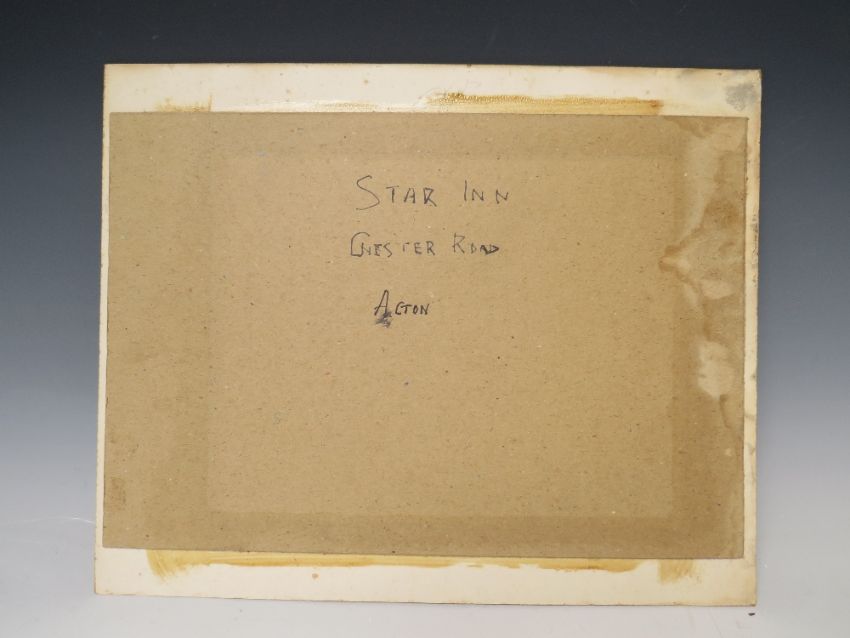 STAR INN
CHESTER ROAD
ACTON